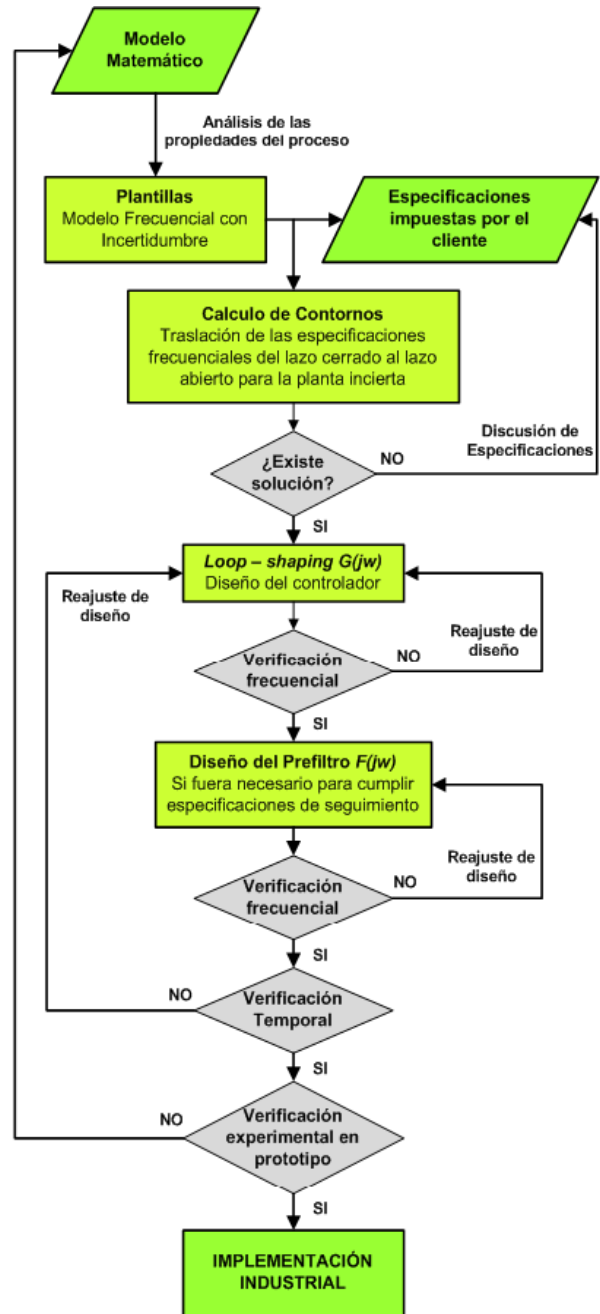 Modelo
Matemático
Análisis de las
propiedades del proceso
Plantillas
Modelo Frecuencial con
Incertidumbre
Especificaciones
impuestas por el
cliente
Calculo de Contornos
Traslación de las especificaciones
frecuenciales del lazo cerrado al lazo
abierto para la planta incierta
¿Existe
solución?
NO
Discusión de
Especificaciones
SI
Loop – shaping G(jw)
Diseño del controlador
Reajuste de
diseño
Reajuste de
diseño
Verificación
frecuencial
NO
SI
Diseño del Prefiltro F(jw)
Si fuera necesario para cumplir
especificaciones de seguimiento
Reajuste de
diseño
Verificación
frecuencial
NO
SI
NO
Verificación
Temporal
SI
NO
Verificación
experimental en
prototipo
SI
IMPLEMENTACIÓN
INDUSTRIAL